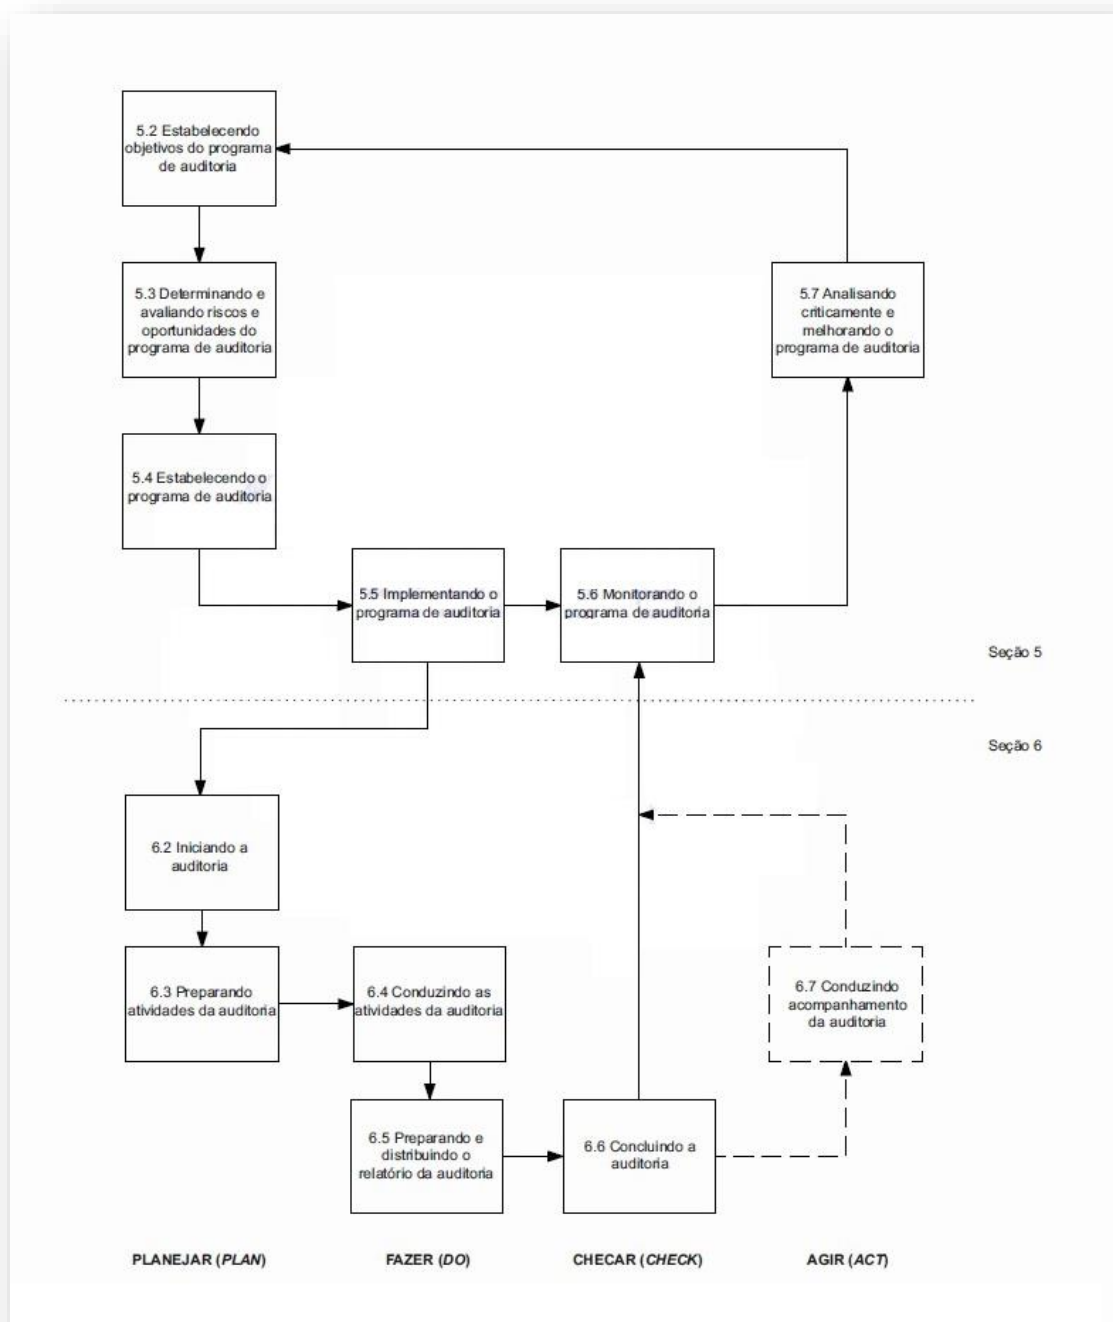 5.2 Estabelecendo
objetivos do programa
de auditoria
5.3 Determinando e
avaliando riscos e
oportunidades do
programa de auditoria
5.7 Analisando
criticamente e
melhorando o
programa de auditoria
5.4 Estabelecendo o
programa de auditoria
5.5 Implementando o
programa de auditoria
5.6 Monitorando o
programa de auditoria
Seção 5
Seção 6
6.2 Iniciando a
auditoria
6.3 Preparando
atividades da auditoria
6.4 Conduzindo as
atividades da auditoria
6.7 Conduzindo
acompanhamento
da auditoria
6.5 Preparando e
distribuindo o
relatório da auditoria
6.6 Concluindo a
auditoria
PLANEJAR (PLAN)
FAZER (DO)
CHECAR (CHECK)
AGIR (ACT)